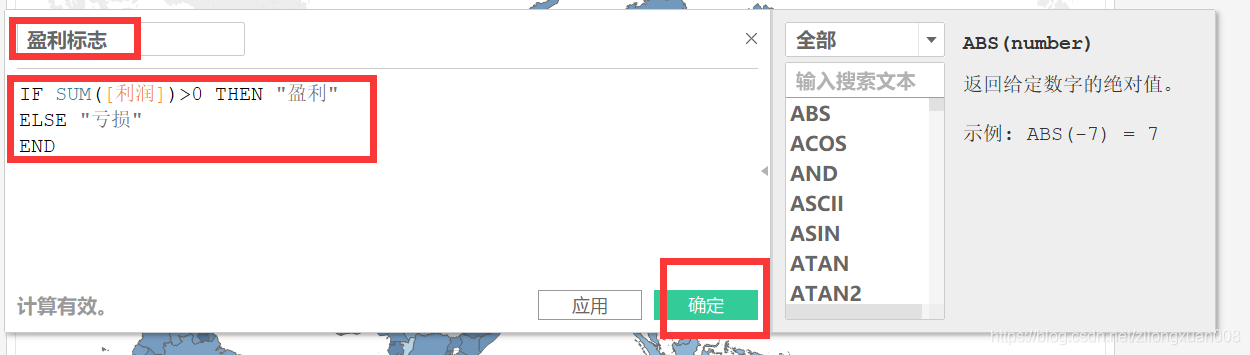 盈利标志
IF SUM([利润])>0 THEN "盈利"
ELSE "亏损"
END
计算有效。
应用
确定
全部
输入搜索文本
ABS
ACOS
AND
ASCII
ASIN
ATAN
ATAN2
ABS(number)
返回给定数字的绝对值。
示例: ABS(-7) = 7
https://blog.csdn.net/zilongxuan008